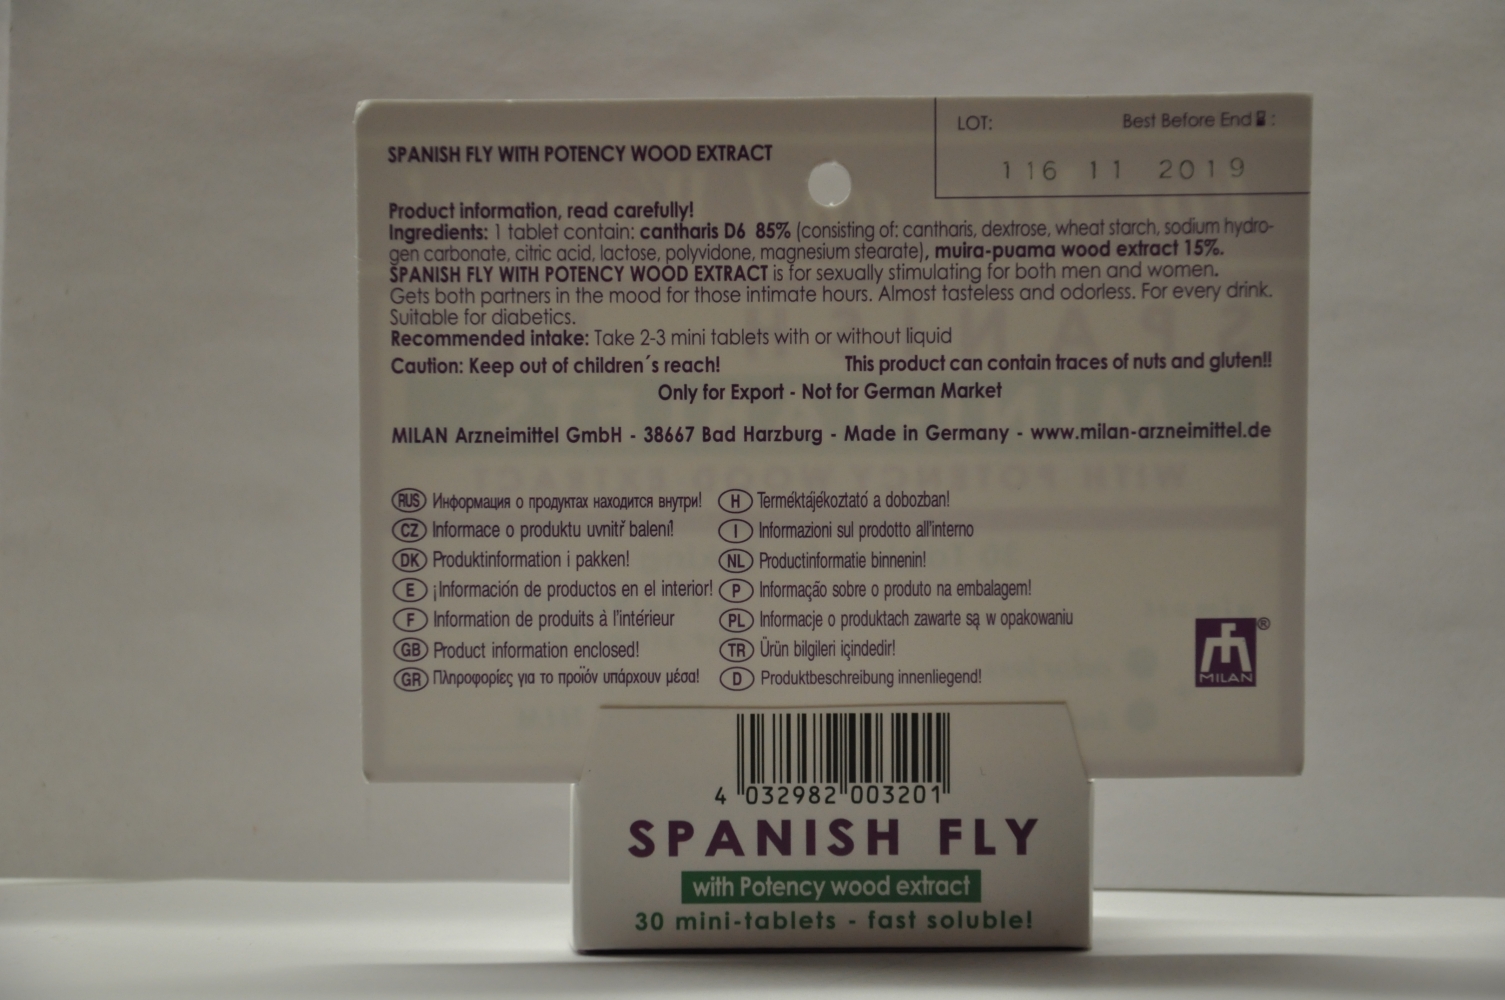 LOT: Best Before End :
116 11 2019
SPANISH FLY WITH POTENCY WOOD EXTRACT
Product information, read carefully!
Ingredients: 1 tablet contain: cantharis D6 85% (consisting of: cantharis, dextrose, wheat starch, sodium hydro-
gen carbonate, citric acid, lactose, polyvidone, magnesium stearate), muira-puama wood extract 15%.
SPANISH FLY WITH POTENCY WOOD EXTRACT is for sexually stimulating for both men and women.
Gets both partners in the mood for those intimate hours. Almost tasteless and odorless. For every drink.
Suitable for diabetics.
Recommended intake: Take 2-3 mini tablets with or without liquid
Caution: Keep out of children´s reach! This product can contain traces of nuts and gluten!!
Only for Export - Not for German Market
MILAN Arzneimittel GmbH - 38667 Bad Harzburg - Made in Germany - www.milan-arzneimittel.de
RUS Информация о продуктах находится внутри!
CZ Informace o produktu uvnitř balení!
DK Produktinformation i pakken!
E ¡Información de productos en el interior!
F Information de produits à l'intérieur
GB Product information enclosed!
GR Πληροφορίες για το προϊόν υπάρχουν μέσα!
H Terméktájékoztató a dobozban!
I Informazioni sul prodotto all'interno
NL Productinformatie binnenin!
P Informação sobre o produto na embalagem!
PL Informacje o produktach zawarte są w opakowaniu
TR Ürün bilgileri içindedir!
D Produktbeschreibung innenliegend!
MILAN ®
4 032982 003201
SPANISH FLY
with Potency wood extract
30 mini-tablets - fast soluble!